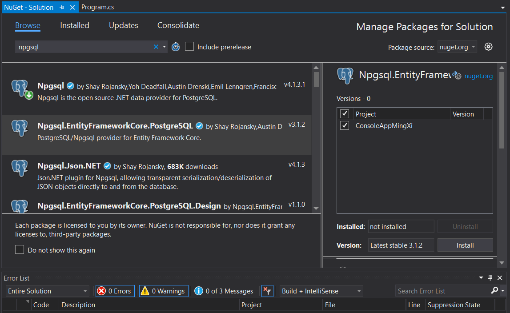 NuGet - Solution
Program.cs
Browse Installed Updates Consolidate
Manage Packages for Solution
npgsql
Include prerelease
Package source: nuget.org
Npgsql by Shay Rojansky,Yoh Deadfall,Austin Drenski,Emil Lenngren,Francisc v4.1.3.1
Npgsql is the open source .NET data provider for PostgreSQL.
Npgsql.EntityFrameworkCore.PostgreSQL by Shay Rojansky,Austin D v3.1.2
PostgreSQL/Npgsql provider for Entity Framework Core.
Npgsql.Json.NET by Shay Rojansky, 683K downloads v4.1.3
Json.NET plugin for Npgsql, allowing transparent serialization/deserialization of
JSON objects directly to and from the database.
Npgsql.EntityFrameworkCore.PostgreSQL.Design by Npgsql,EntityFr v1.1.0
Each package is licensed to you by its owner. NuGet is not responsible for, nor does it grant any
licenses to, third-party packages.
Do not show this again
Npgsql.EntityFramew nuget.org
Versions 0
Project Version
ConsoleAppMingXi
Installed: not installed Uninstall
Version: Latest stable 3.1.2 Install
Error List
Entire Solution 0 Errors 0 Warnings 0 of 3 Messages Build + IntelliSense Search Error List
Code Description Project File Line Suppression State